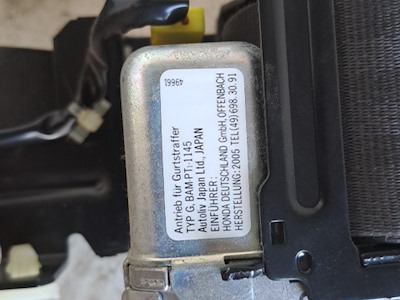 Antrieb für Gurtstraffer
TYP G, BAM-PT1-1145
Autoliv Japan Ltd., JAPAN
EINFÜHRER:
HONDA DEUTSCHLAND GmbH, OFFENBACH
HERSTELLUNG:2005 TEL(49)698.30.91
49661